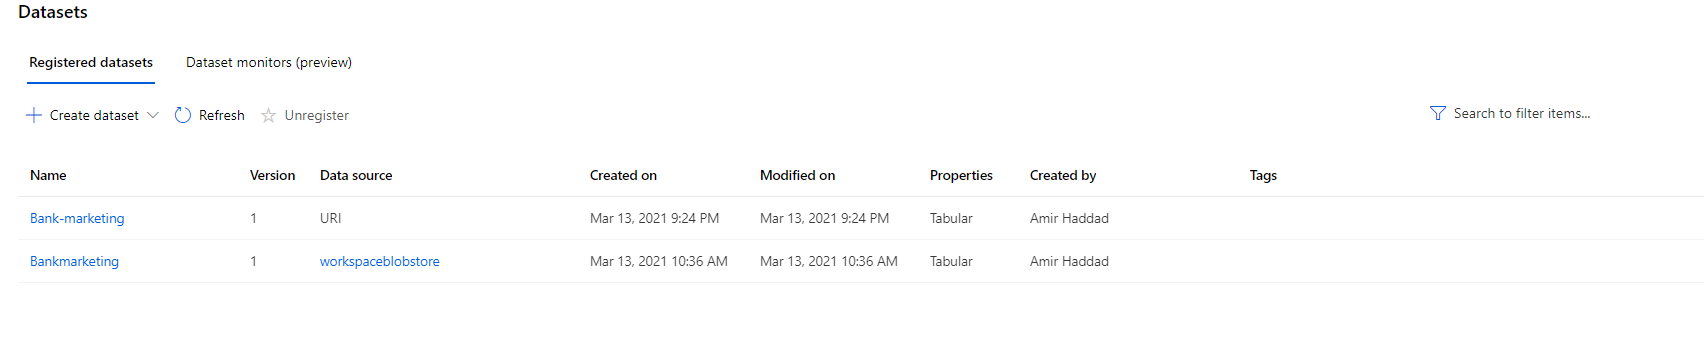 Datasets
Registered datasets Dataset monitors (preview)
Create dataset Refresh Unregister Search to filter items...
Name Version Data source Created on Modified on Properties Created by Tags
Bank-marketing 1 URI Mar 13, 2021 9:24 PM Mar 13, 2021 9:24 PM Tabular Amir Haddad
Bankmarketing 1 workspaceblobstore Mar 13, 2021 10:36 AM Mar 13, 2021 10:36 AM Tabular Amir Haddad